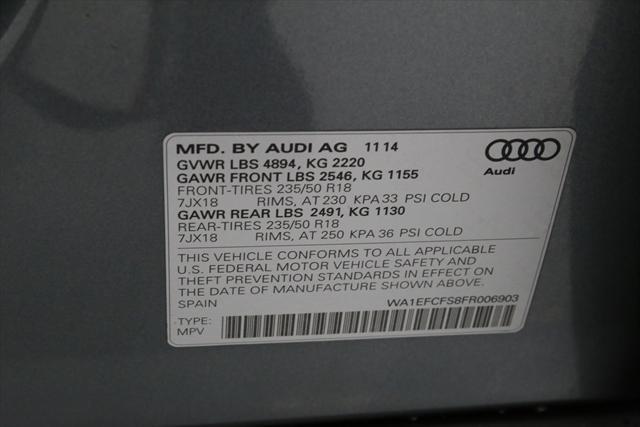 MFD. BY AUDI AG 11 14
GVWR LBS 4894, KG 2220
GAWR FRONT LBS 2546, KG 1155
FRONT-TIRES 235/50 R18
7JX18 RIMS, AT 230 KPA 33 PSI COLD
GAWR REAR LBS 2491, KG 1130
REAR-TIRES 235/50 R18
7JX18 RIMS, AT 250 KPA 36 PSI COLD
Audi
THIS VEHICLE CONFORMS TO ALL APPLICABLE
U.S. FEDERAL MOTOR VEHICLE SAFETY AND
THEFT PREVENTION STANDARDS IN EFFECT ON
THE DATE OF MANUFACTURE SHOWN ABOVE.
SPAIN WA1EFCFS8FR006903
TYPE:
MPV